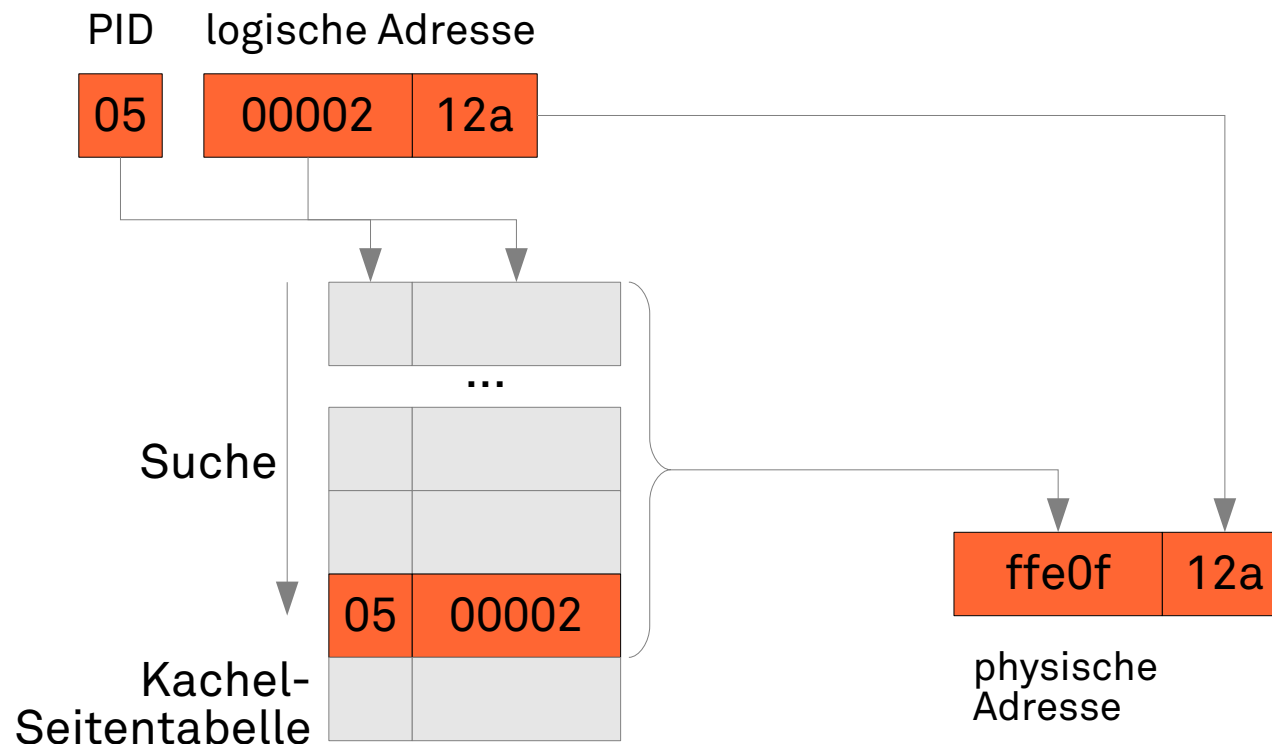 PID logische Adresse
05 00002 12a
...
Suche
ffe0f 12a
05 00002
Kachel-
Seitentabelle
physische
Adresse